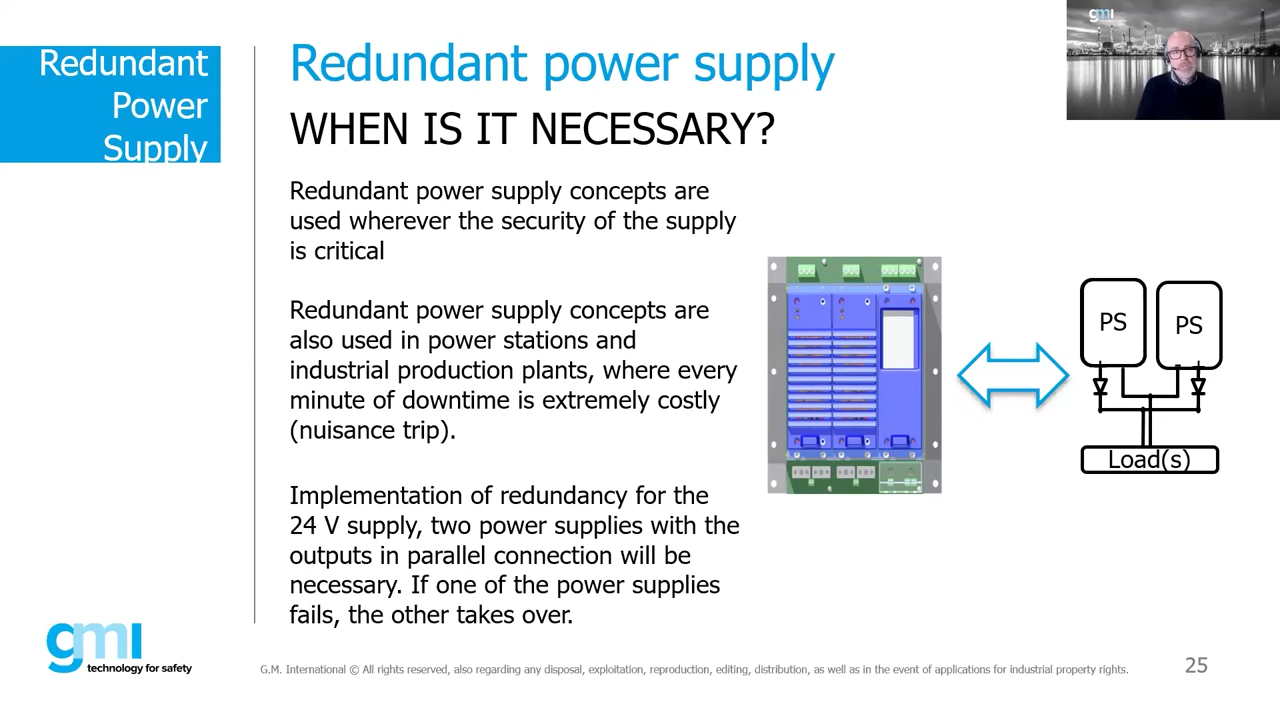 Redundant
Power
Supply
Redundant power supply
WHEN IS IT NECESSARY?
Redundant power supply concepts are
used wherever the security of the supply
is critical
Redundant power supply concepts are
also used in power stations and
industrial production plants, where every
minute of downtime is extremely costly
(nuisance trip).
Implementation of redundancy for the
24 V supply, two power supplies with the
outputs in parallel connection will be
necessary. If one of the power supplies
fails, the other takes over.
PS
PS
Load(s)
gmi
gmi
technology for safety
G.M. International © All rights reserved, also regarding any disposal, exploitation, reproduction, editing, distribution, as well as in the event of applications for industrial property rights.
25